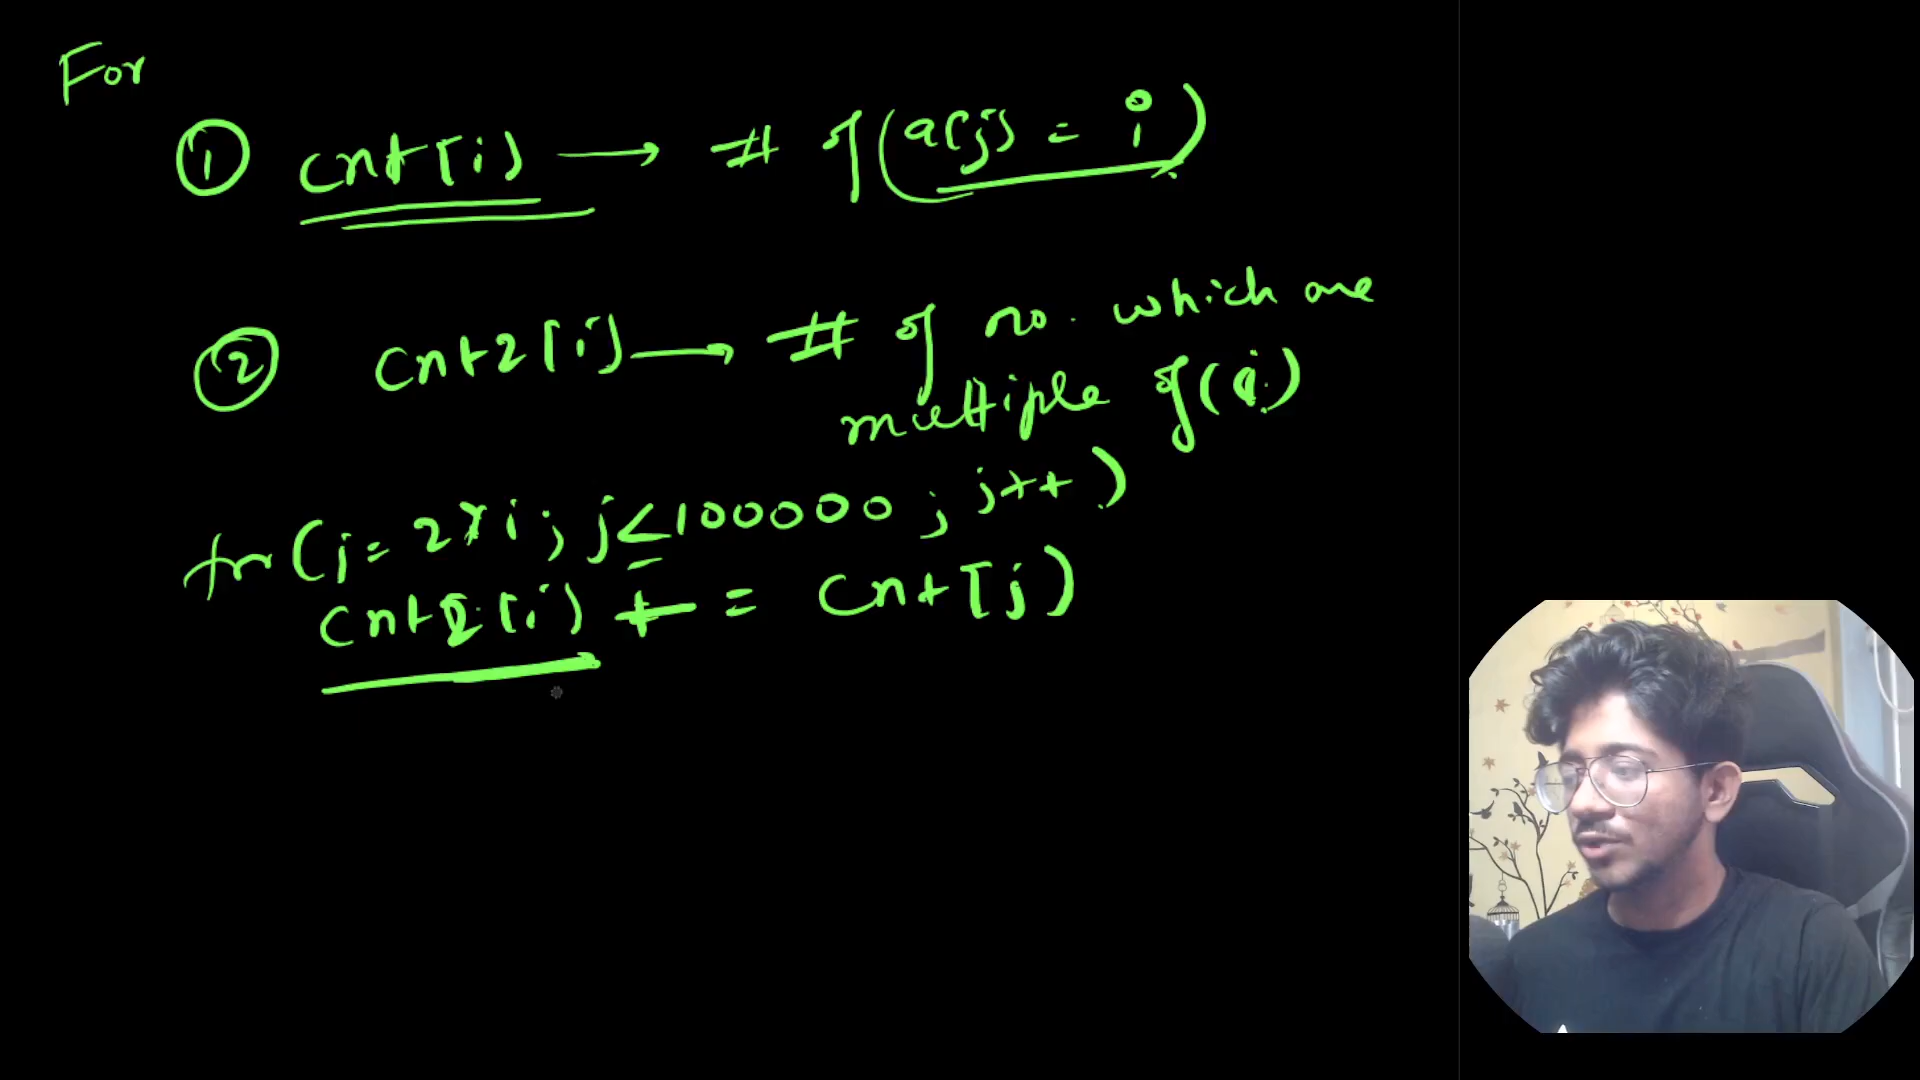 For
① cnt[i] → # of (a[j] = i)
② cnt2[i] → # of no. which are
multiple of (i)
for (j = 2*i ; j ≤ 100000 ; j++)
cnt2[i] += cnt[j]